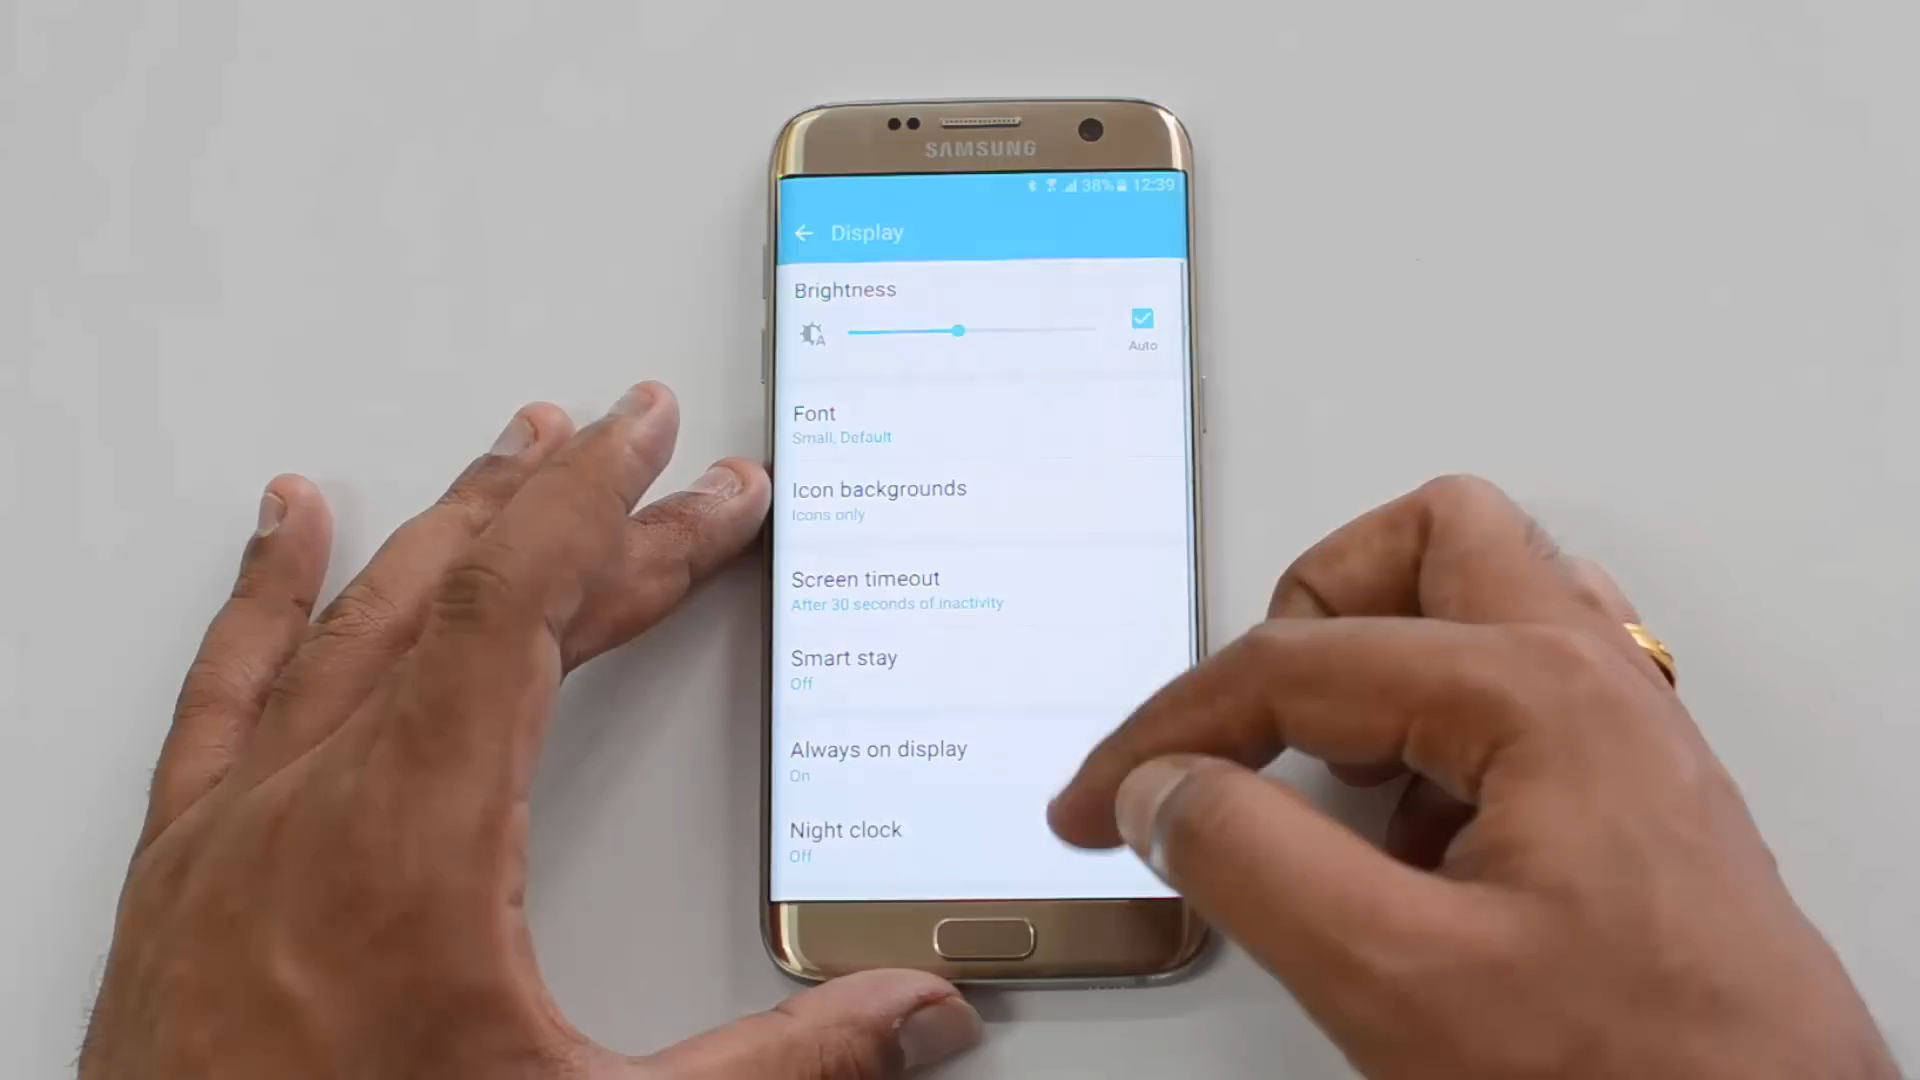 SAMSUNG
38% 12:39
Display
Brightness
A
Auto
Font
Small, Default
Icon backgrounds
Icons only
Screen timeout
After 30 seconds of inactivity
Smart stay
Off
Always on display
On
Night clock
Off